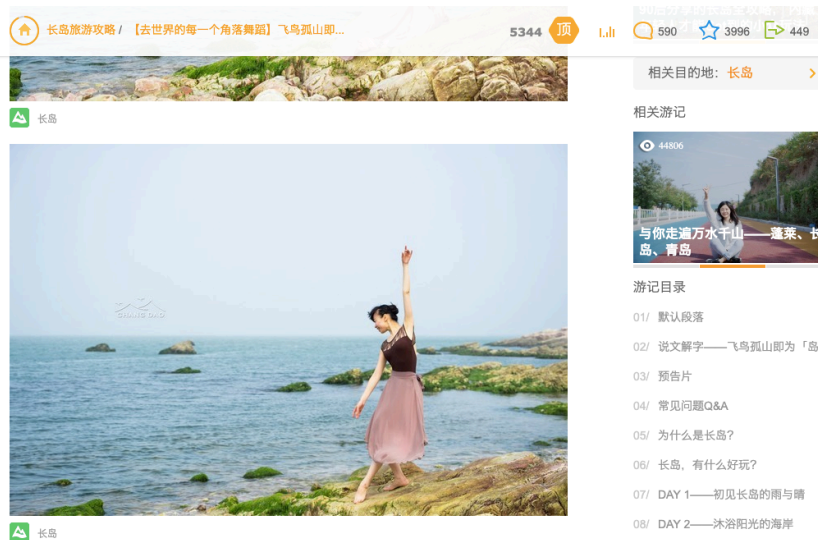 长岛旅游攻略 / 【去世界的每一个角落舞蹈】飞鸟孤山即...
5344 顶
590 3996 449
相关目的地: 长岛
长岛
相关游记
44806
与你走遍万水千山——蓬莱、长
岛、青岛
CHANG DAO
游记目录
01/ 默认段落
02/ 说文解字——飞鸟孤山即为「岛
03/ 预告片
04/ 常见问题Q&A
05/ 为什么是长岛?
06/ 长岛，有什么好玩?
07/ DAY 1——初见长岛的雨与晴
08/ DAY 2——沐浴阳光的海岸
长岛